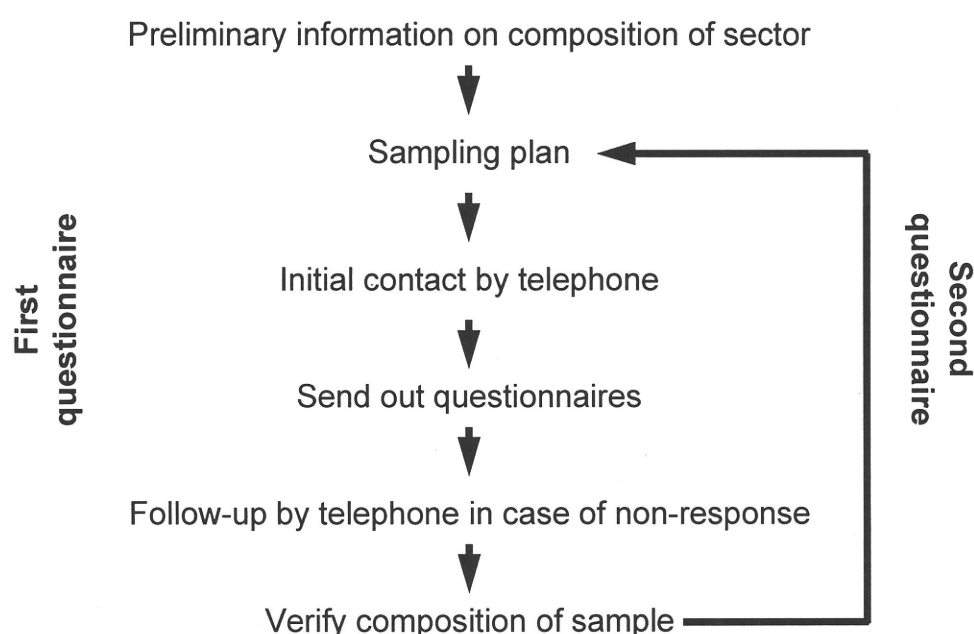 Preliminary information on composition of sector
Sampling plan
Initial contact by telephone
Send out questionnaires
Follow-up by telephone in case of non-response
Verify composition of sample
First
questionnaire
Second
questionnaire